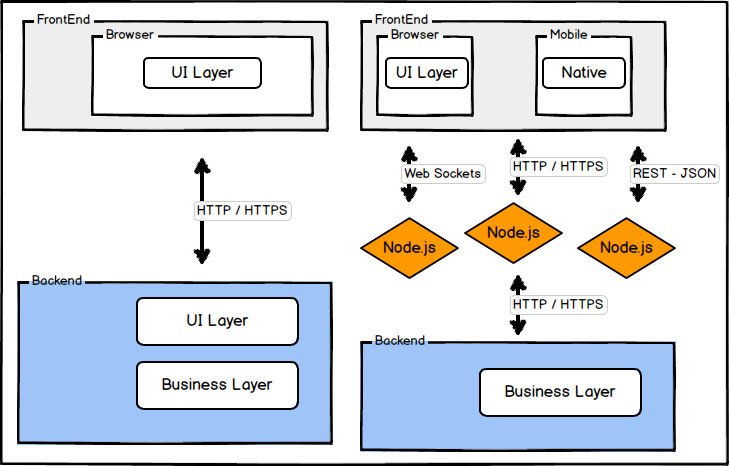 FrontEnd
Browser
UI Layer
HTTP / HTTPS
Backend
UI Layer
Business Layer
FrontEnd
Browser
UI Layer
Mobile
Native
Web Sockets
HTTP / HTTPS
REST - JSON
Node.js
Node.js
Node.js
HTTP / HTTPS
Backend
Business Layer